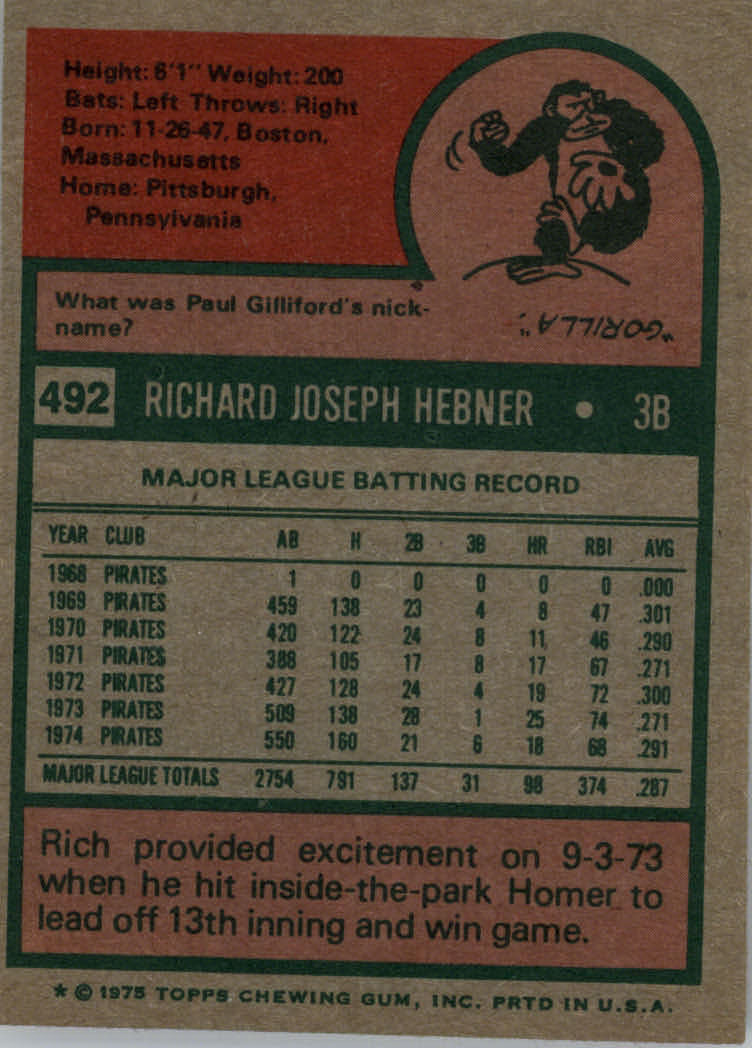 Height: 6'1" Weight: 200
Bats: Left Throws: Right
Born: 11-26-47, Boston,
Massachusetts
Home: Pittsburgh,
Pennsylvania
What was Paul Gilliford's nick-
name?
"GORILLA".
492 RICHARD JOSEPH HEBNER • 3B
MAJOR LEAGUE BATTING RECORD
YEAR CLUB AB H 2B 3B HR RBI AVG
1968 PIRATES 1 0 0 0 0 0 .000
1969 PIRATES 459 138 23 4 8 47 .301
1970 PIRATES 420 122 24 8 11 46 .290
1971 PIRATES 388 105 17 8 17 67 .271
1972 PIRATES 427 128 24 4 19 72 .300
1973 PIRATES 509 138 28 1 25 74 .271
1974 PIRATES 550 160 21 6 18 68 .291
MAJOR LEAGUE TOTALS 2754 791 137 31 98 374 .287
Rich provided excitement on 9-3-73
when he hit inside-the-park Homer to
lead off 13th inning and win game.
* © 1975 TOPPS CHEWING GUM, INC. PRTD IN U.S.A.